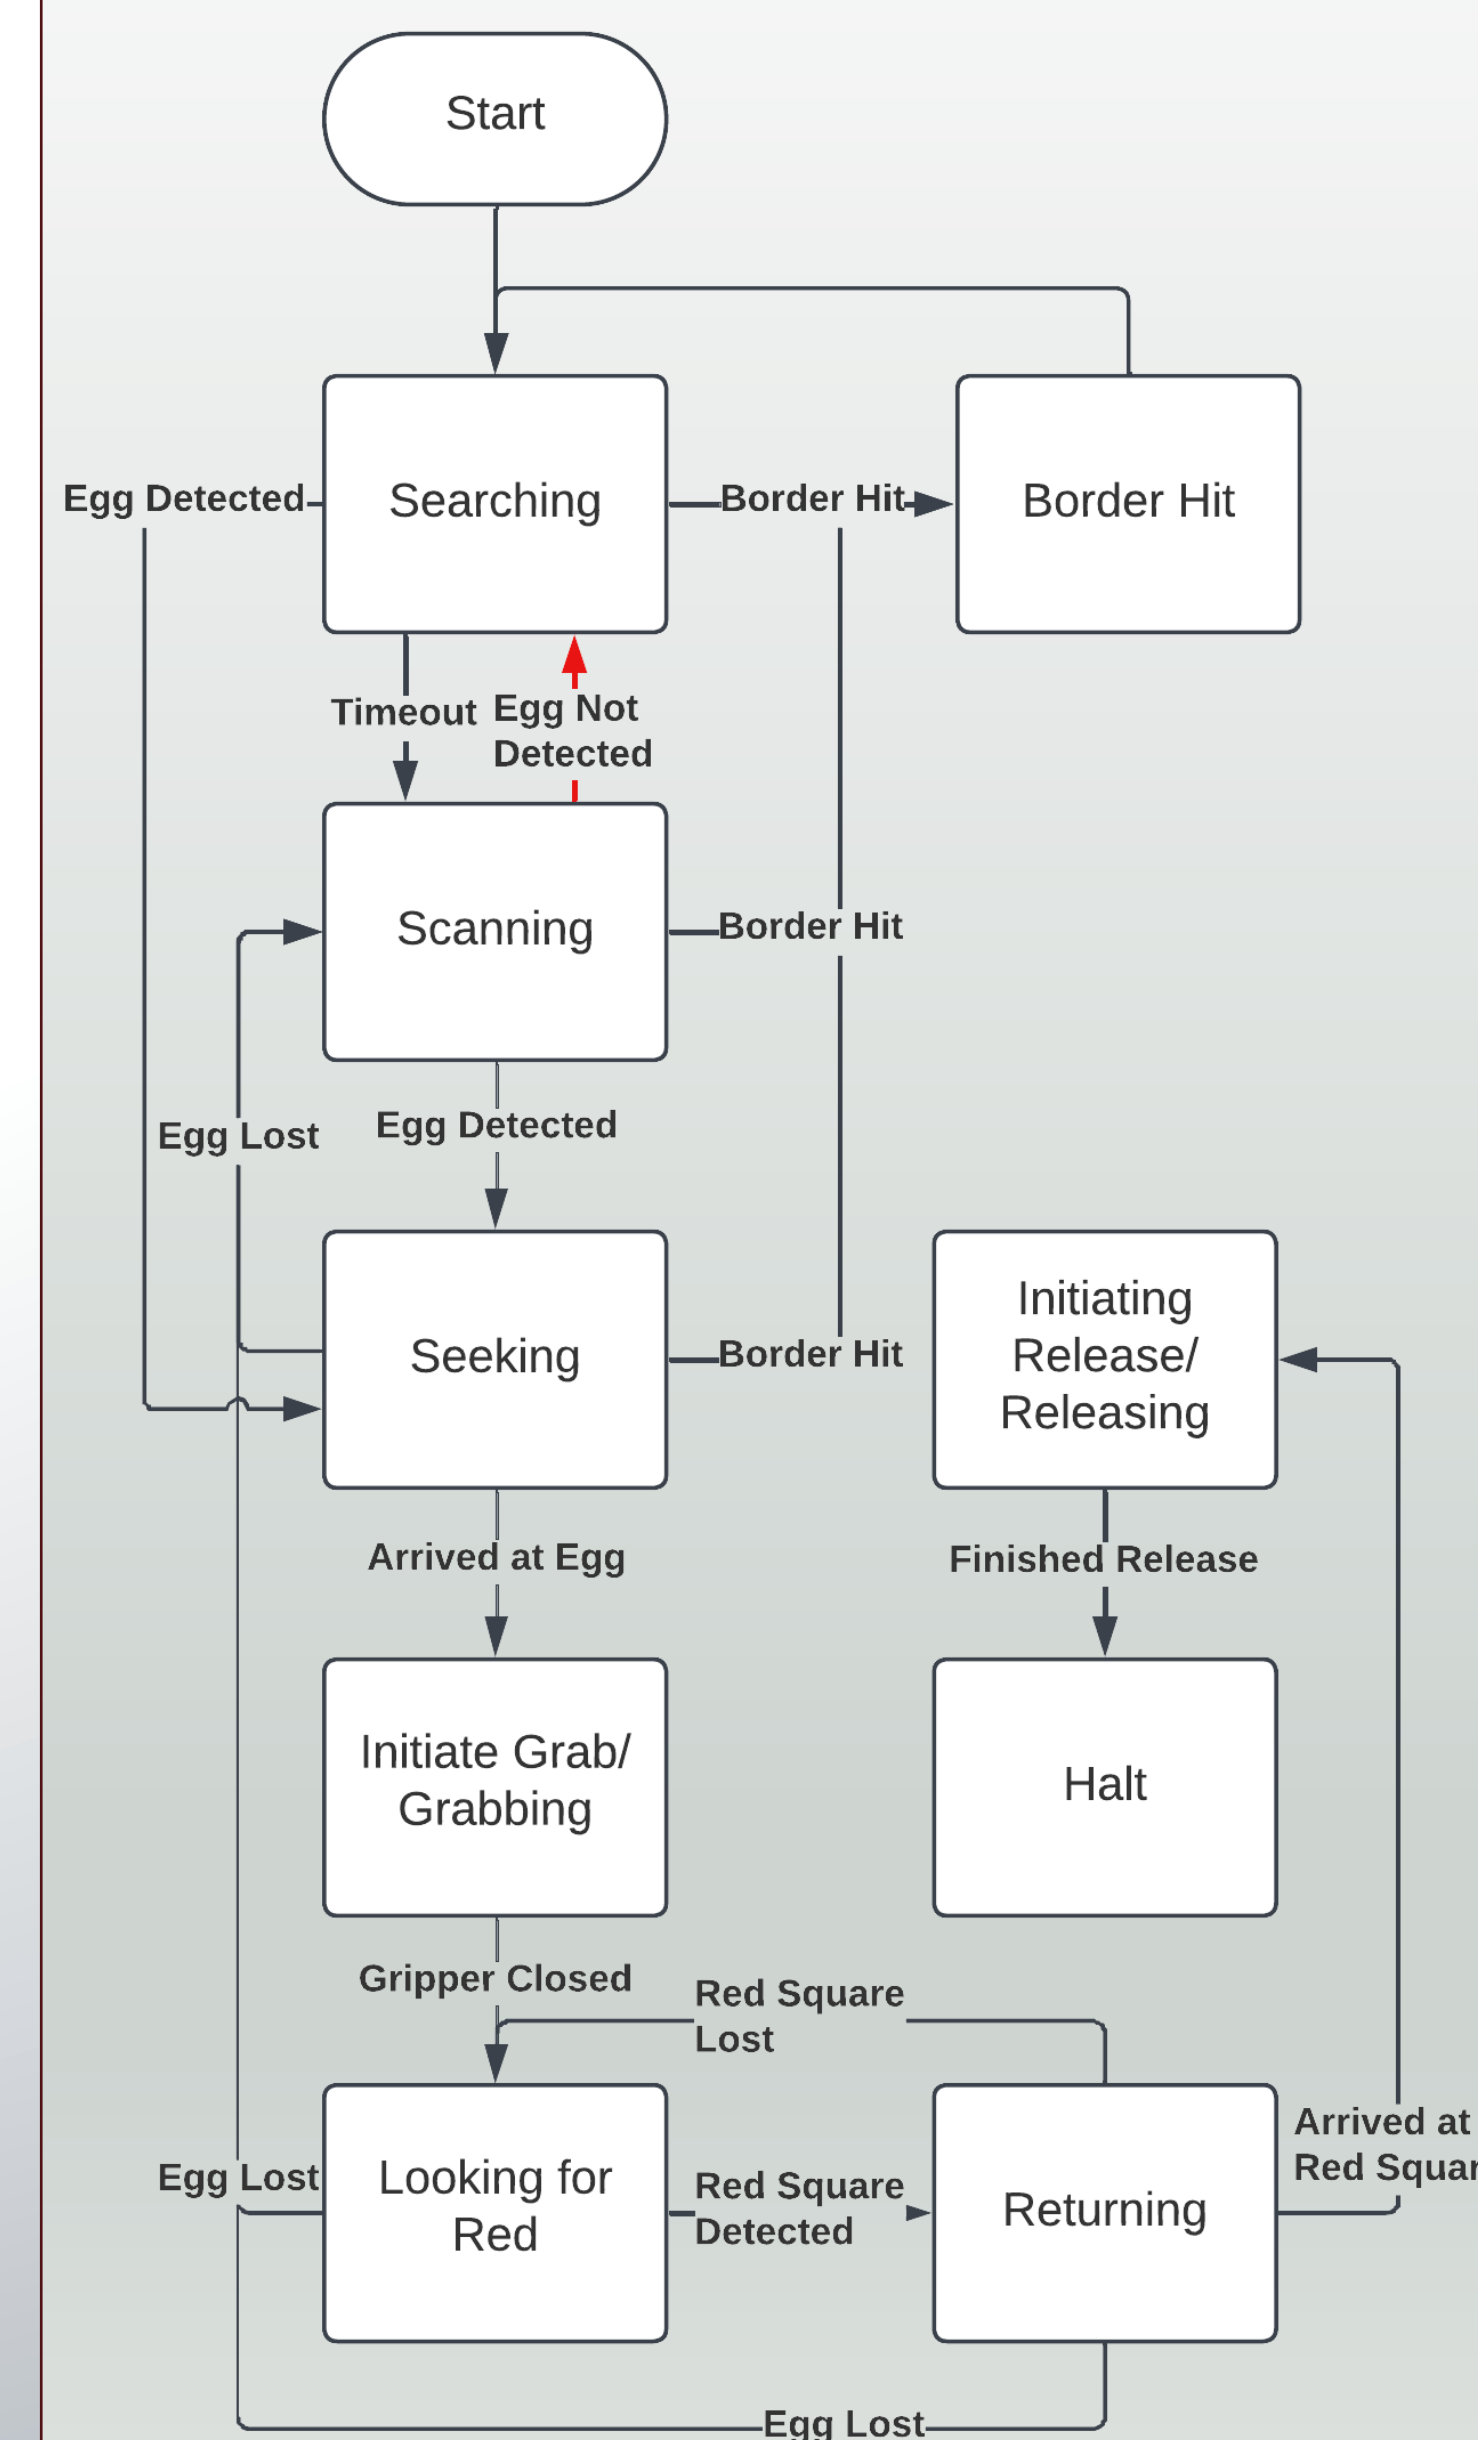 Start
Egg Detected
Searching
Border Hit
Border Hit
Timeout
Egg Not
Detected
Scanning
Border Hit
Egg Lost
Egg Detected
Seeking
Border Hit
Initiating
Release/
Releasing
Arrived at Egg
Finished Release
Initiate Grab/
Grabbing
Halt
Gripper Closed
Red Square
Lost
Egg Lost
Looking for
Red
Red Square
Detected
Returning
Arrived at
Red Squar
Egg Lost